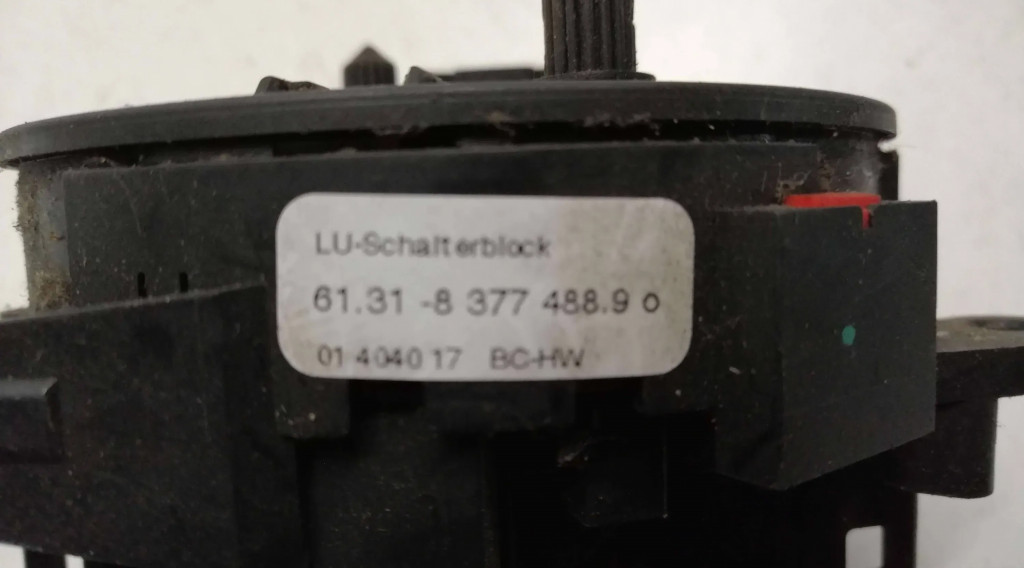 LU-Schalterblock
61.31 -8 377 488.9 o
01 4040 17 BC-HW